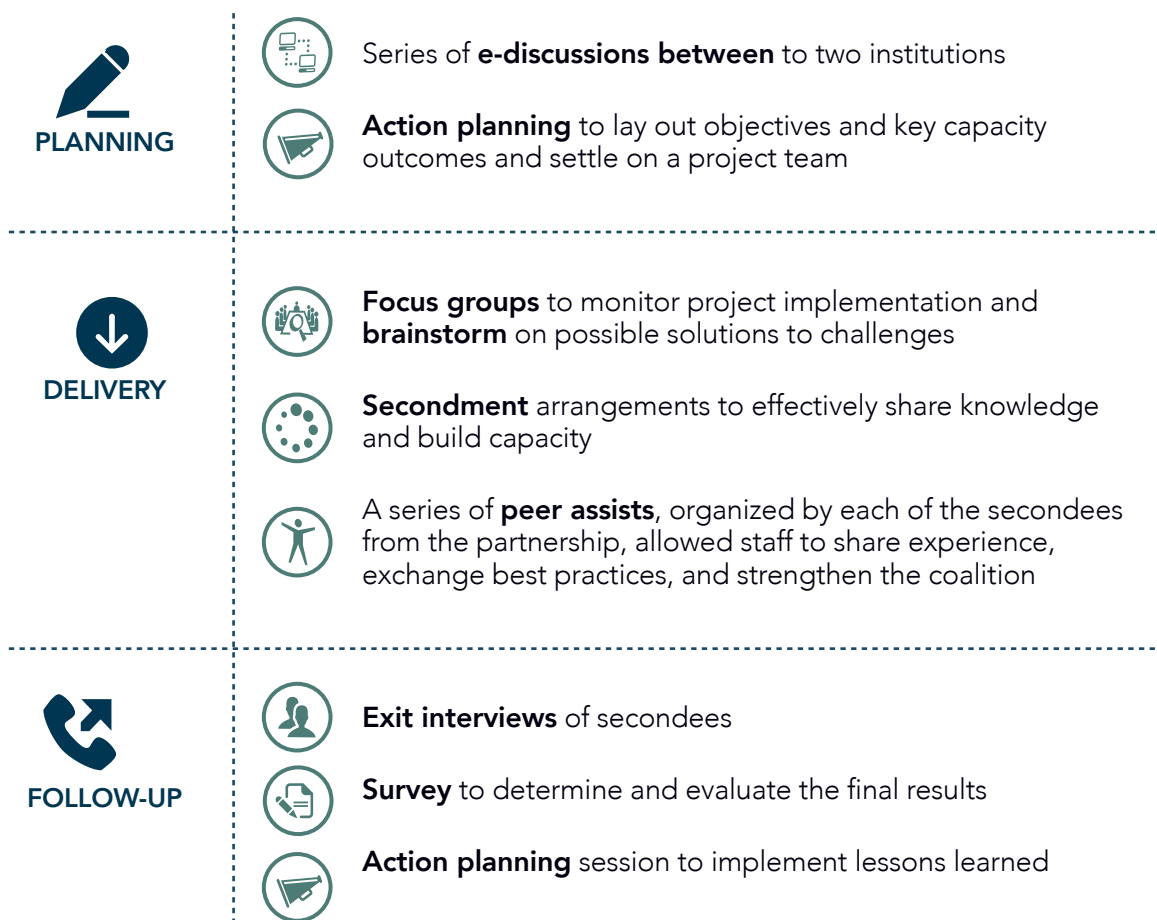 PLANNING
Series of e-discussions between to two institutions
Action planning to lay out objectives and key capacity
outcomes and settle on a project team
DELIVERY
Focus groups to monitor project implementation and
brainstorm on possible solutions to challenges
Secondment arrangements to effectively share knowledge
and build capacity
A series of peer assists, organized by each of the secondees
from the partnership, allowed staff to share experience,
exchange best practices, and strengthen the coalition
FOLLOW-UP
Exit interviews of secondees
Survey to determine and evaluate the final results
Action planning session to implement lessons learned